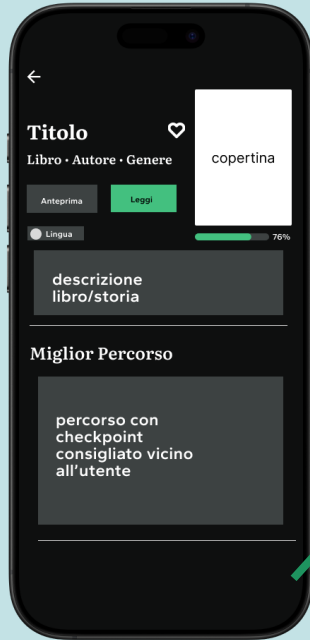 Titolo
Libro • Autore • Genere
copertina
Anteprima
Leggi
Lingua
76%
descrizione
libro/storia
Miglior Percorso
percorso con
checkpoint
consigliato vicino
all'utente